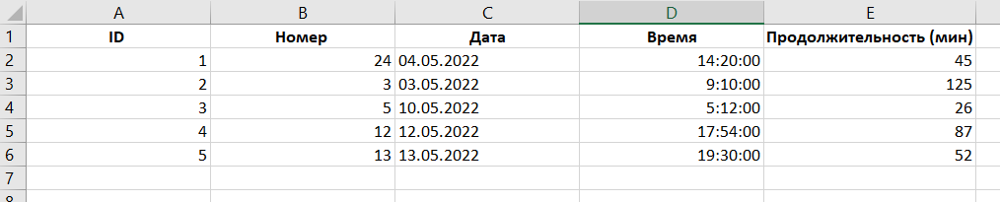 A B C D E
1 ID Номер Дата Время Продолжительность (мин)
2 1 24 04.05.2022 14:20:00 45
3 2 3 03.05.2022 9:10:00 125
4 3 5 10.05.2022 5:12:00 26
5 4 12 12.05.2022 17:54:00 87
6 5 13 13.05.2022 19:30:00 52
7
8